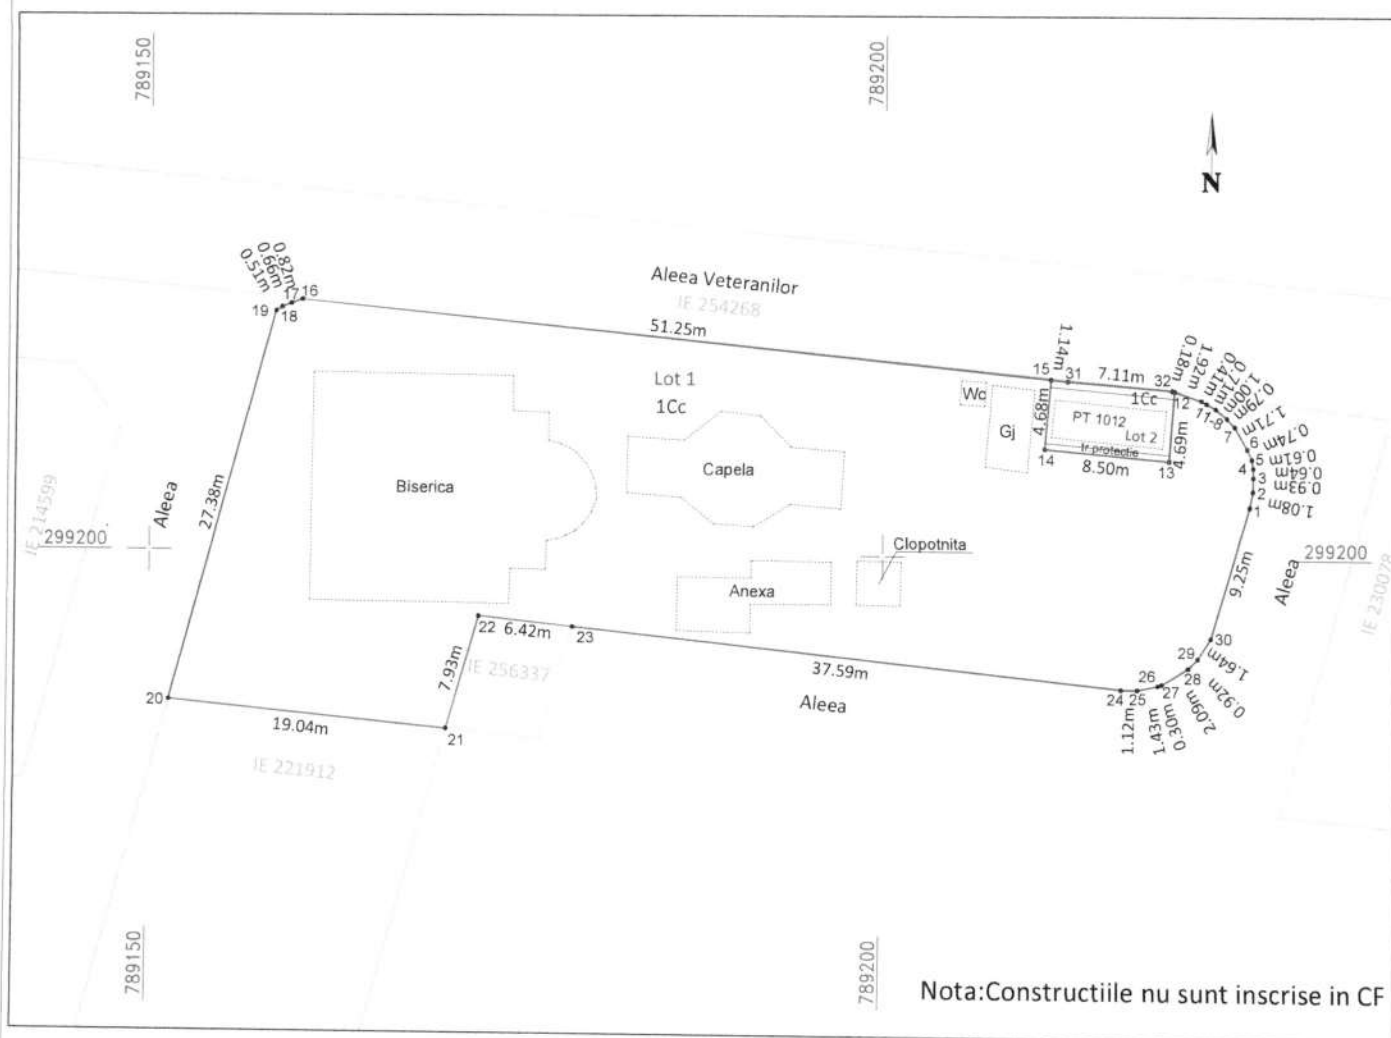 789150
789200
N
0.82m
0.66m
0.51m
19
18
17
16
Aleea Veteranilor
IE 254268
51.25m
Lot 1
1Cc
15
31
1.14m
7.11m
32
12
0.18m
1.92m
0.41m
0.71m
1.00m
0.79m
1.71m
0.74m
0.61m
0.64m
0.93m
1.08m
11-8
7
6
5
4
3
2
1
Wc
Gj
4.68m
1Cc
PT 1012
Lot 2
Ir protectie
4.69m
14
8.50m
13
Biserica
Capela
27.38m
Aleea
IE 214599
299200
Clopotnita
Anexa
299200
9.25m
Aleea
IE 230078
22
6.42m
23
7.93m
IE 256337
37.59m
Aleea
30
29
28
27
26
25
24
1.64m
0.92m
2.09m
0.30m
1.43m
1.12m
20
19.04m
21
IE 221912
789150
789200
Nota:Constructiile nu sunt inscrise in CF